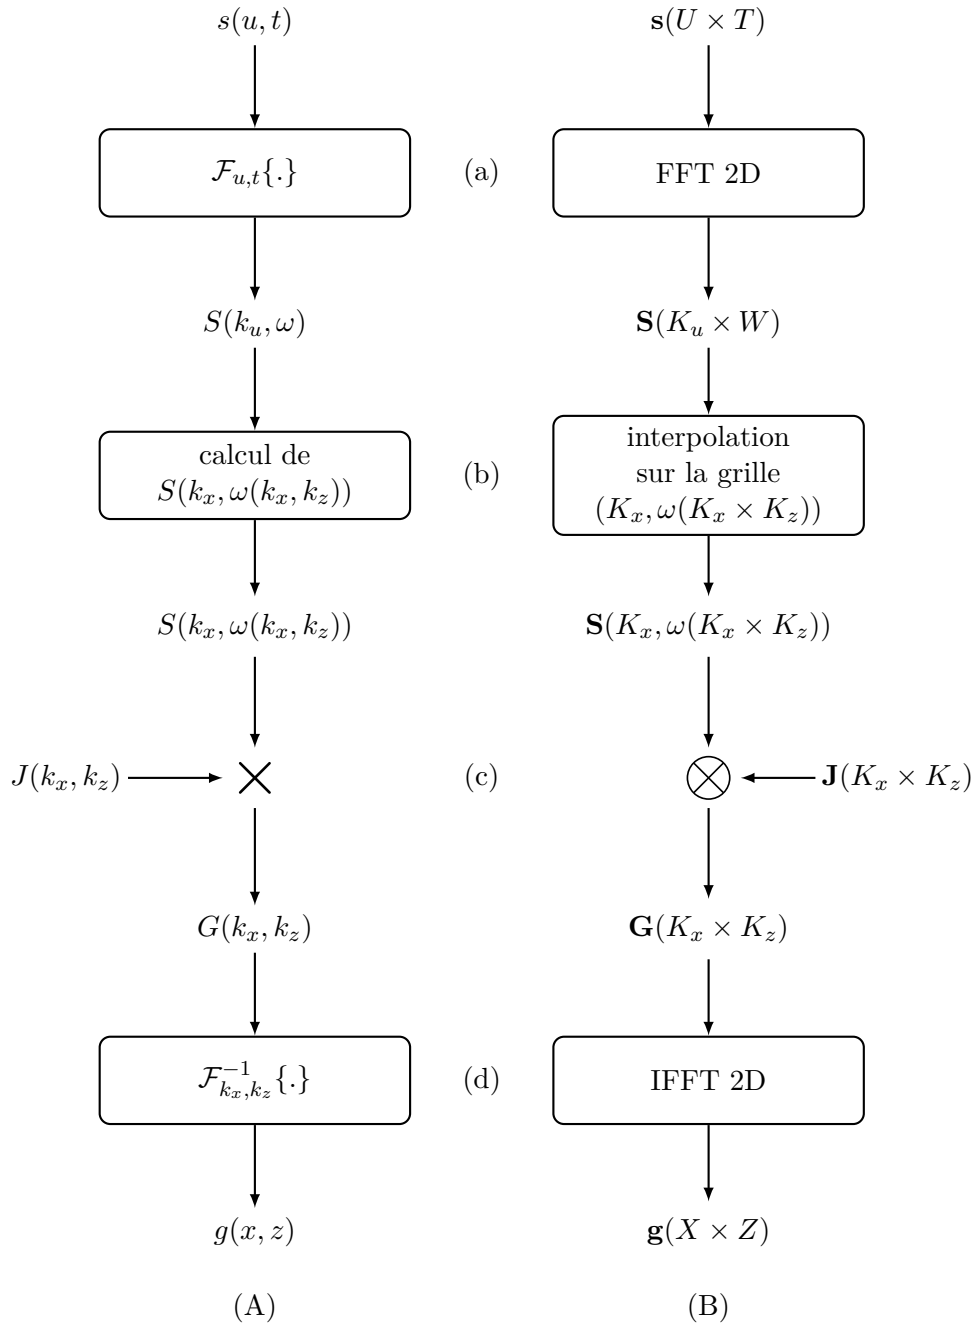 s(u, t)
s(U × T)
ℱ_{u,t}{.}
(a)
FFT 2D
S(k_u, ω)
S(K_u × W)
calcul de
S(k_x, ω(k_x, k_z))
(b)
interpolation
sur la grille
(K_x, ω(K_x × K_z))
S(k_x, ω(k_x, k_z))
S(K_x, ω(K_x × K_z))
J(k_x, k_z)
×
(c)
⊗
J(K_x × K_z)
G(k_x, k_z)
G(K_x × K_z)
ℱ^{-1}_{k_x,k_z}{.}
(d)
IFFT 2D
g(x, z)
g(X × Z)
(A)
(B)